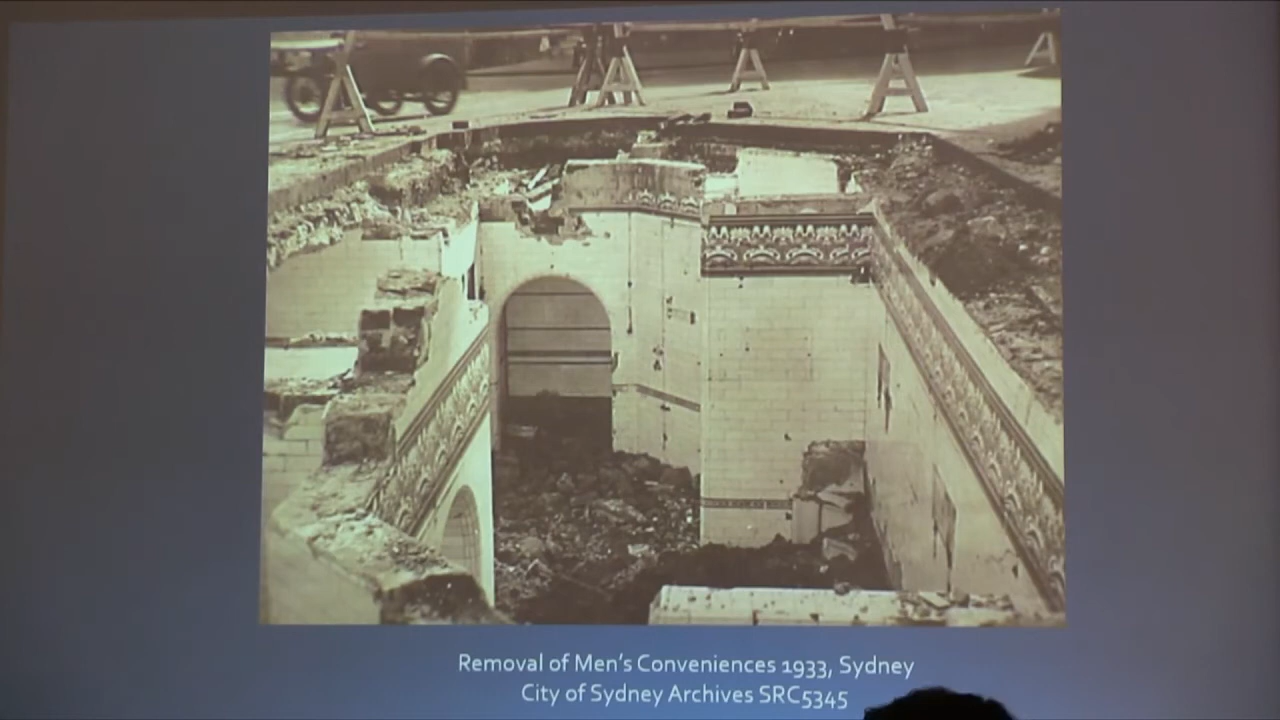 Removal of Men's Conveniences 1933, Sydney
City of Sydney Archives SRC5345